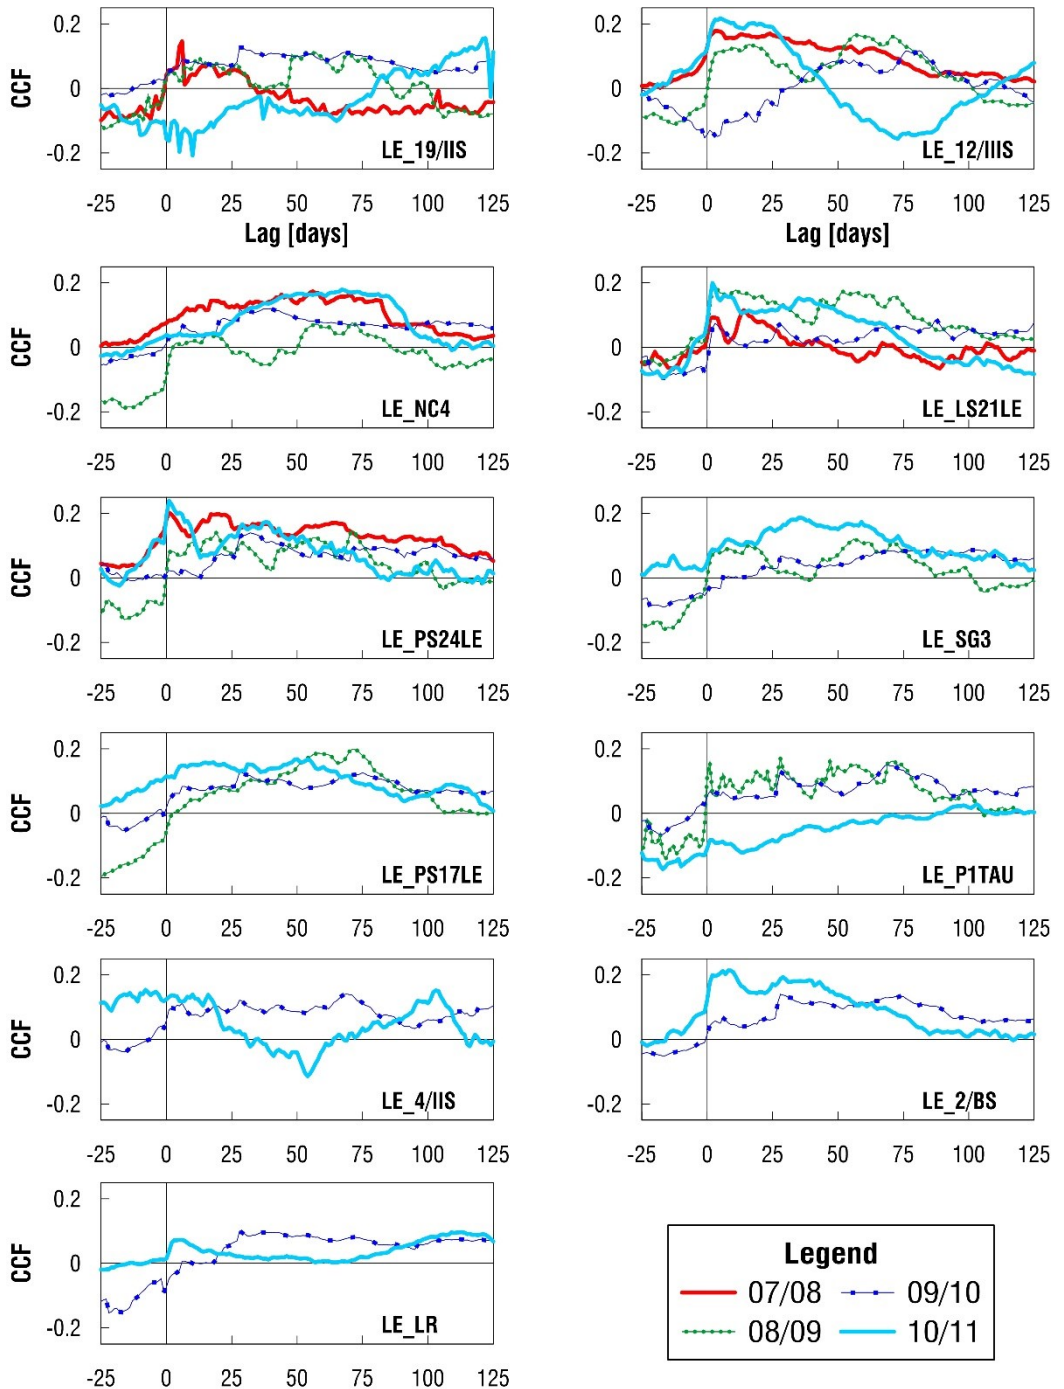 0.2 0.2
CCF 0 0
-0.2 LE_19/IIS -0.2 LE_12/IIIS
-25 0 25 50 75 100 125 -25 0 25 50 75 100 125
Lag [days] Lag [days]
0.2 0.2
CCF 0 0
-0.2 LE_NC4 -0.2 LE_LS21LE
-25 0 25 50 75 100 125 -25 0 25 50 75 100 125
0.2 0.2
CCF 0 0
-0.2 LE_PS24LE -0.2 LE_SG3
-25 0 25 50 75 100 125 -25 0 25 50 75 100 125
0.2 0.2
CCF 0 0
-0.2 LE_PS17LE -0.2 LE_P1TAU
-25 0 25 50 75 100 125 -25 0 25 50 75 100 125
0.2 0.2
CCF 0 0
-0.2 LE_4/IIS -0.2 LE_2/BS
-25 0 25 50 75 100 125 -25 0 25 50 75 100 125
0.2
CCF 0
-0.2 LE_LR
-25 0 25 50 75 100 125
Legend
07/08 09/10
08/09 10/11